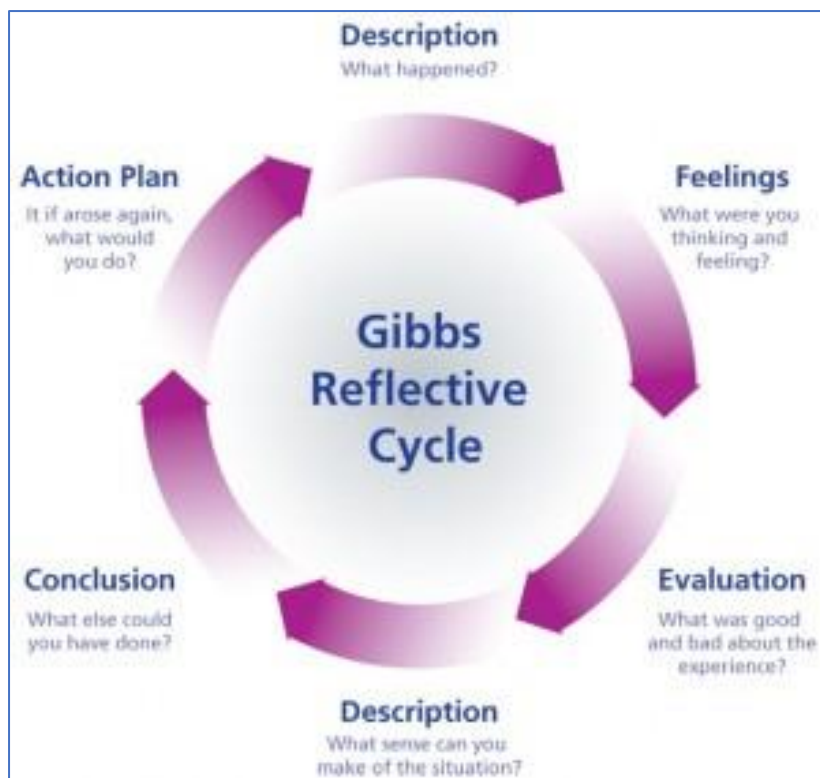 Description
What happened?
Feelings
What were you
thinking and
feeling?
Evaluation
What was good
and bad about the
experience?
Description
What sense can you
make of the situation?
Conclusion
What else could
you have done?
Action Plan
It if arose again,
what would
you do?
Gibbs
Reflective
Cycle